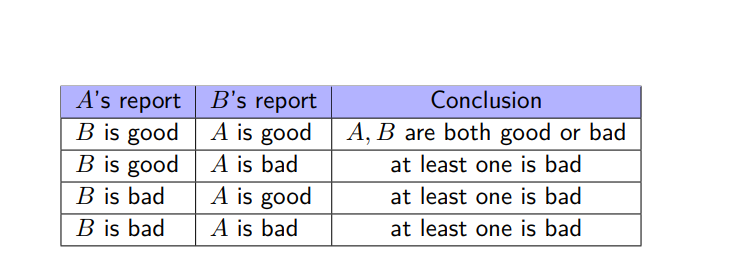 A's report B's report Conclusion
B is good A is good A, B are both good or bad
B is good A is bad at least one is bad
B is bad A is good at least one is bad
B is bad A is bad at least one is bad